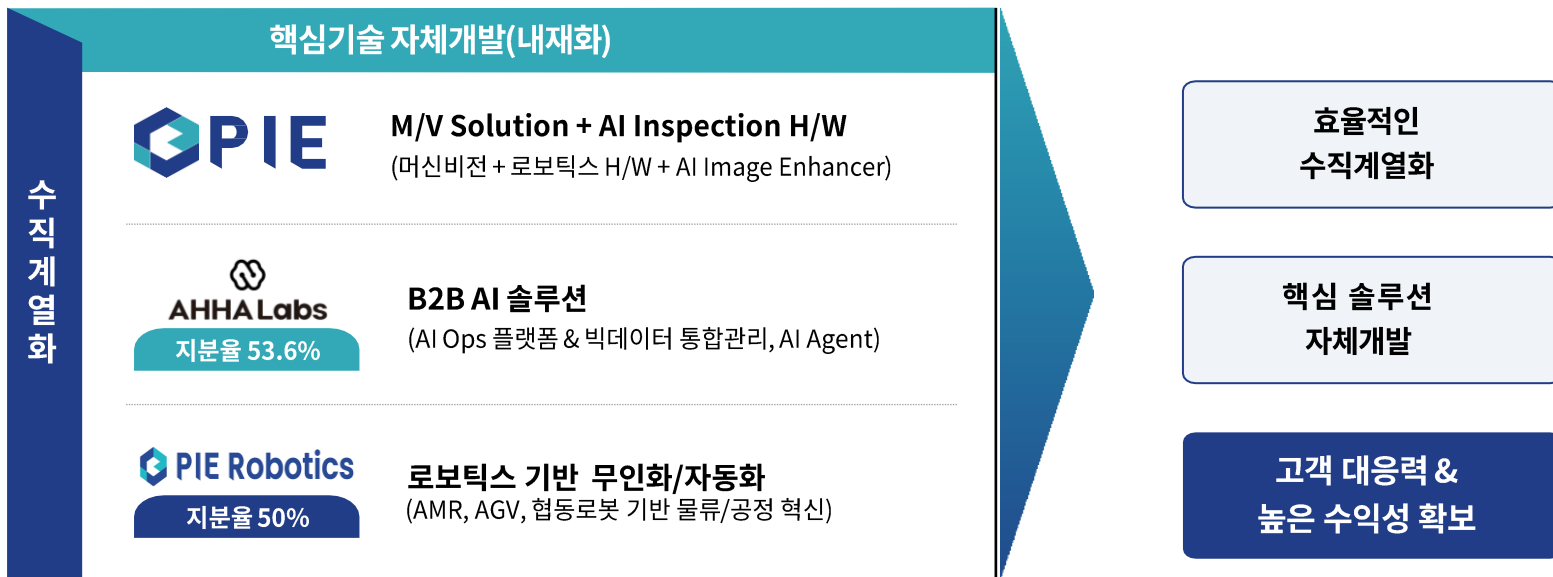 핵심기술 자체개발(내재화)
수직계열화
PIE
M/V Solution + AI Inspection H/W
(머신비전 + 로보틱스 H/W + AI Image Enhancer)
AHHA Labs
지분율 53.6%
B2B AI 솔루션
(AI Ops 플랫폼 & 빅데이터 통합관리, AI Agent)
PIE Robotics
지분율 50%
로보틱스 기반 무인화/자동화
(AMR, AGV, 협동로봇 기반 물류/공정 혁신)
효율적인
수직계열화
핵심 솔루션
자체개발
고객 대응력 &
높은 수익성 확보